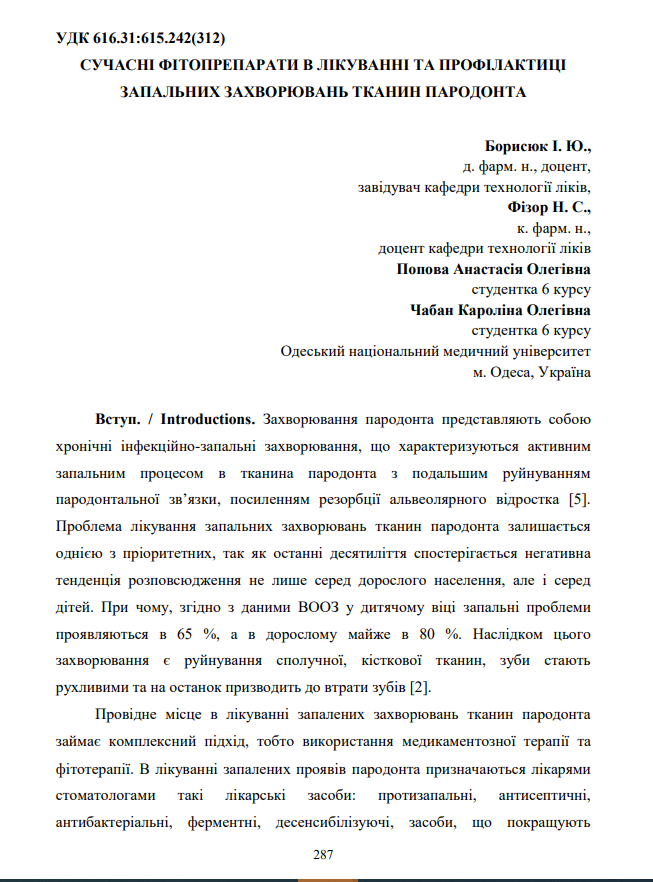 УДК 616.31:615.242(312)
СУЧАСНІ ФІТОПРЕПАРАТИ В ЛІКУВАННІ ТА ПРОФІЛАКТИЦІ
ЗАПАЛЬНИХ ЗАХВОРЮВАНЬ ТКАНИН ПАРОДОНТА
Борисюк І. Ю.,
д. фарм. н., доцент,
завідувач кафедри технології ліків,
Фізор Н. С.,
к. фарм. н.,
доцент кафедри технології ліків
Попова Анастасія Олегівна
студентка 6 курсу
Чабан Кароліна Олегівна
студентка 6 курсу
Одеський національний медичний університет
м. Одеса, Україна
Вступ. / Introductions. Захворювання пародонта представляють собою
хронічні інфекційно-запальні захворювання, що характеризуються активним
запальним процесом в тканина пародонта з подальшим руйнуванням
пародонтальної зв’язки, посиленням резорбції альвеолярного відростка [5].
Проблема лікування запальних захворювань тканин пародонта залишається
однією з пріоритетних, так як останні десятиліття спостерігається негативна
тенденція розповсюдження не лише серед дорослого населення, але і серед
дітей. При чому, згідно з даними ВООЗ у дитячому віці запальні проблеми
проявляються в 65 %, а в дорослому майже в 80 %. Наслідком цього
захворювання є руйнування сполучної, кісткової тканин, зуби стають
рухливими та на останок призводить до втрати зубів [2].
Провідне місце в лікуванні запалених захворювань тканин пародонта
займає комплексний підхід, тобто використання медикаментозної терапії та
фітотерапії. В лікуванні запалених проявів пародонта призначаються лікарями
стоматологами такі лікарські засоби: протизапальні, антисептичні,
антибактеріальні, ферментні, десенсибілізуючі, засоби, що покращують
287